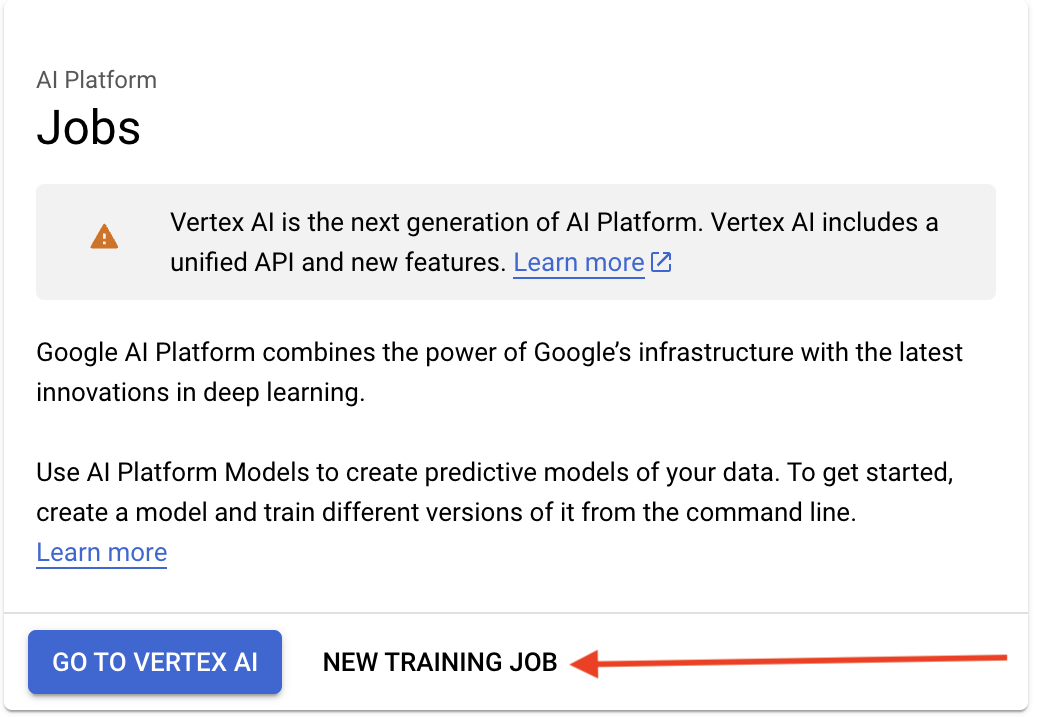 AI Platform
Jobs
Vertex AI is the next generation of AI Platform. Vertex AI includes a
unified API and new features. Learn more
Google AI Platform combines the power of Google’s infrastructure with the latest
innovations in deep learning.
Use AI Platform Models to create predictive models of your data. To get started,
create a model and train different versions of it from the command line.
Learn more
GO TO VERTEX AI NEW TRAINING JOB